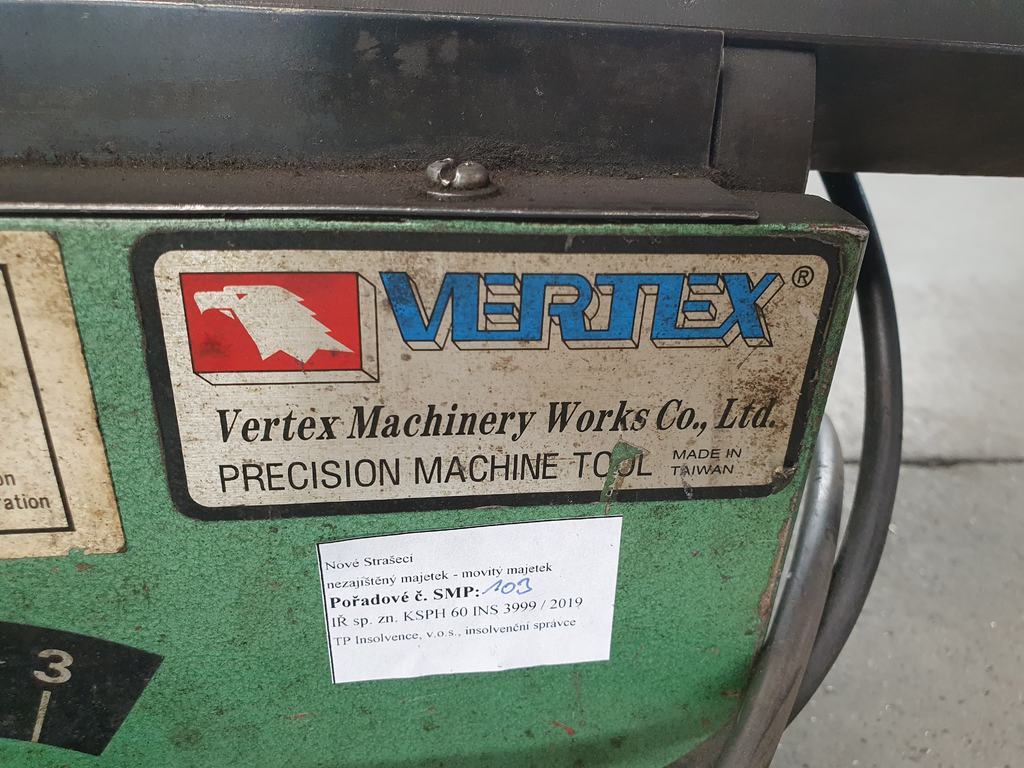 VERTEX ®
Vertex Machinery Works Co., Ltd.
PRECISION MACHINE TOOL
MADE IN
TAIWAN
on
ation
Nové Strašecí
nezajištěný majetek - movitý majetek
Pořadové č. SMP: 103
IŘ sp. zn. KSPH 60 INS 3999 / 2019
TP Insolvence, v.o.s., insolvenční správce
3